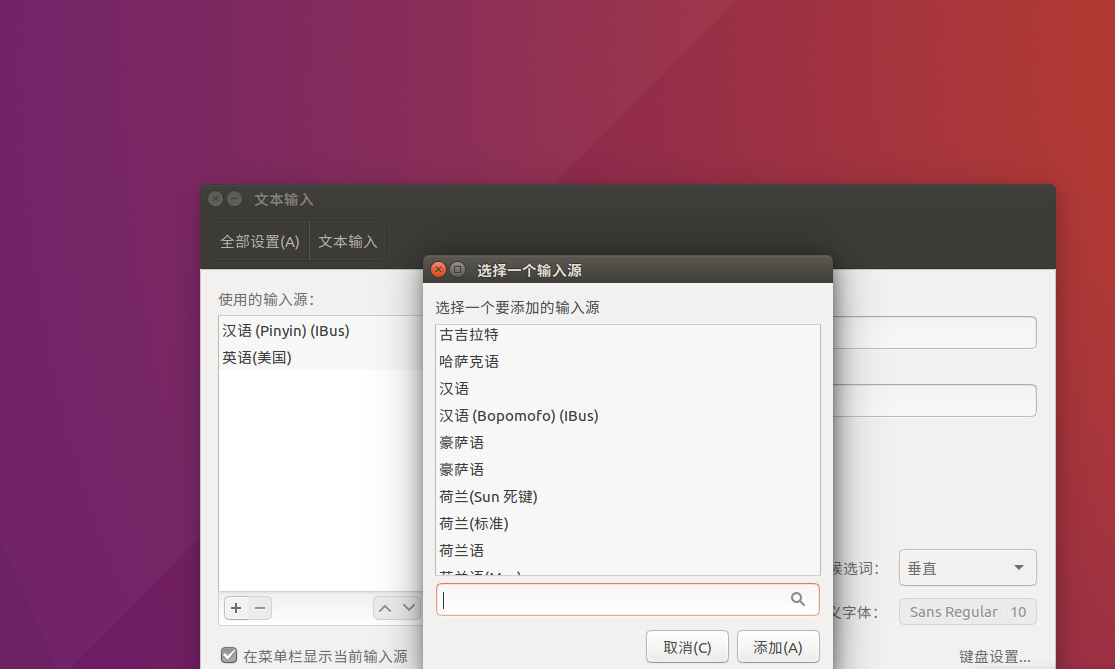 文本输入
全部设置(A) 文本输入
使用的输入源：
汉语 (Pinyin) (IBus)
英语(美国)
选择一个输入源
选择一个要添加的输入源
古吉拉特
哈萨克语
汉语
汉语 (Bopomofo) (IBus)
豪萨语
豪萨语
荷兰(Sun 死键)
荷兰(标准)
荷兰语
取消(C) 添加(A)
候选词： 垂直
义字体： Sans Regular 10
在菜单栏显示当前输入源
键盘设置...